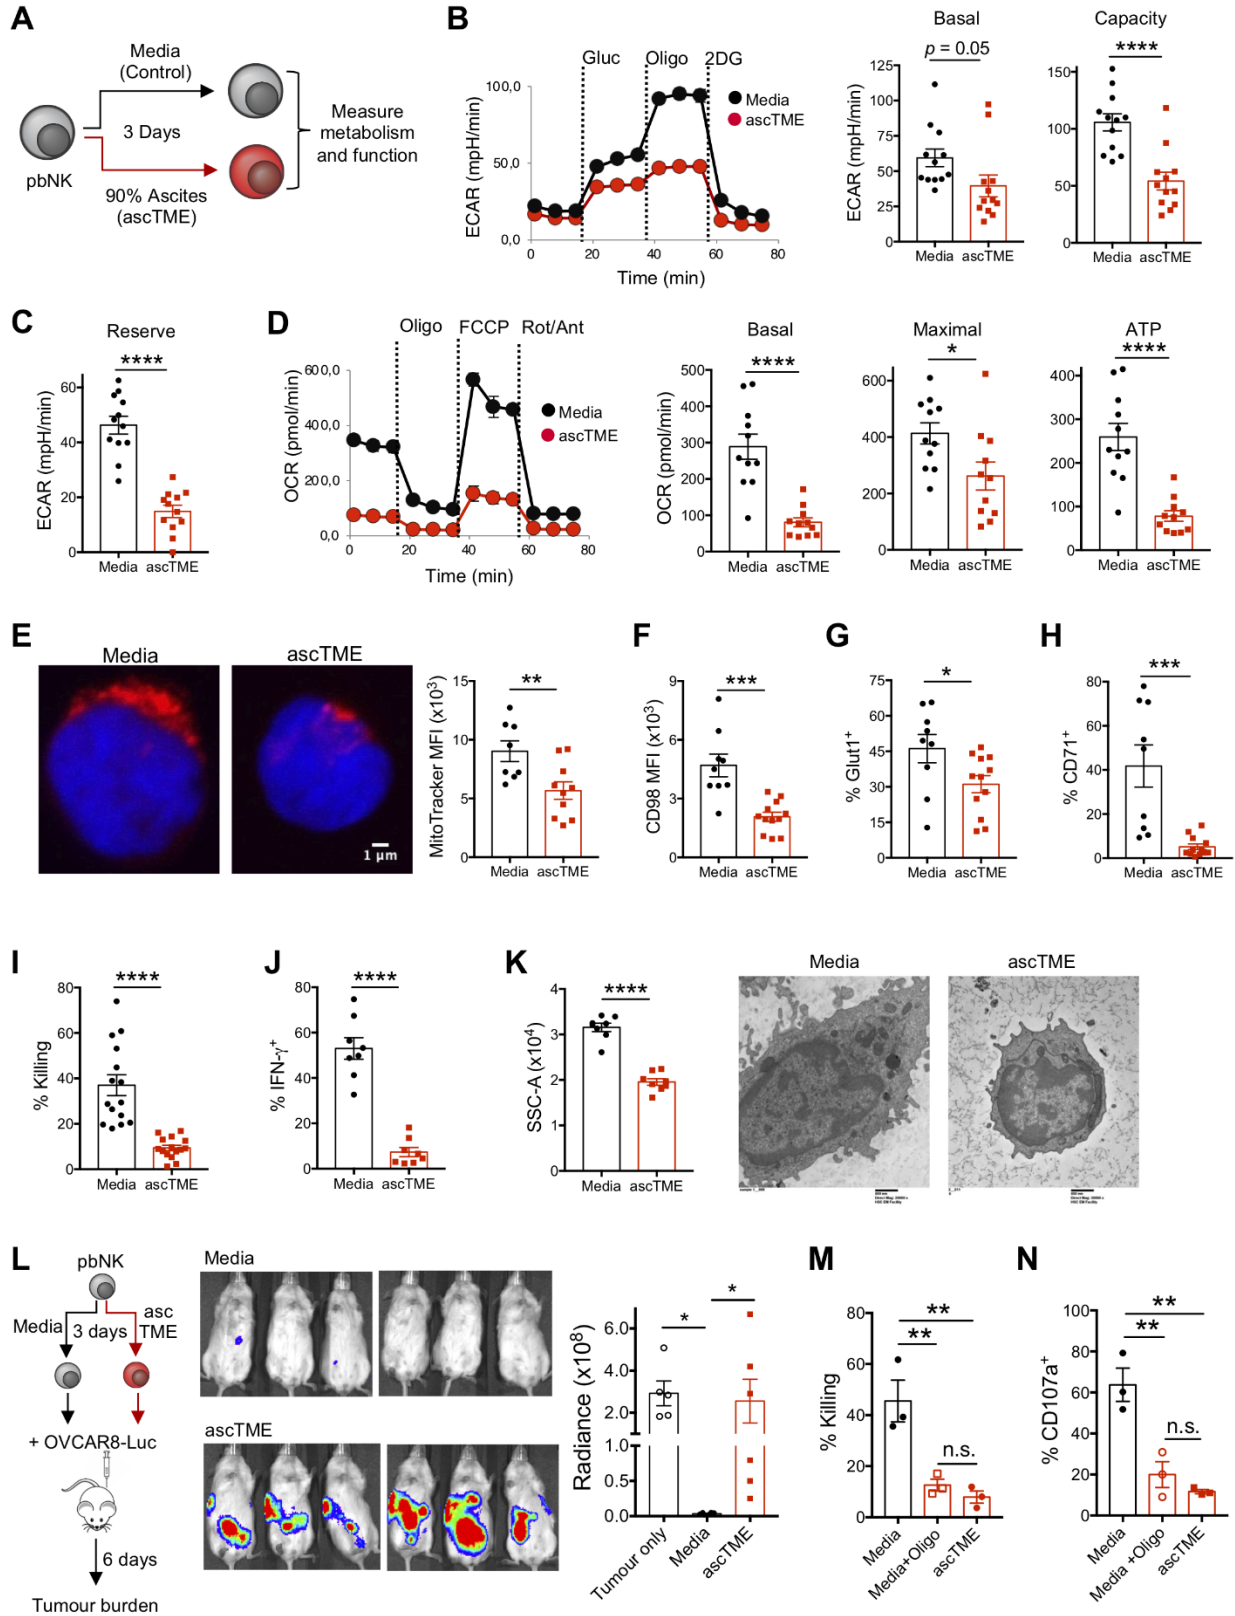 A
Media
(Control)
3 Days
pbNK
90% Ascites
(ascTME)
Measure
metabolism
and function
B
Gluc
Oligo
2DG
ECAR (mpH/min)
100,0
50,0
0,0
0
20
40
60
80
Time (min)
Media
ascTME
Basal
p = 0.05
ECAR (mpH/min)
125
100
75
50
25
0
Media
ascTME
Capacity
****
150
100
50
0
Media
ascTME
C
Reserve
****
ECAR (mpH/min)
60
40
20
0
Media
ascTME
D
Oligo
FCCP
Rot/Ant
OCR (pmol/min)
600,0
400,0
200,0
0,0
0
20
40
60
80
Time (min)
Media
ascTME
Basal
****
OCR (pmol/min)
500
400
300
200
100
0
Media
ascTME
Maximal
*
600
400
200
0
Media
ascTME
ATP
****
400
300
200
100
0
Media
ascTME
E
Media
ascTME
1 µm
**
MitoTracker MFI (x10³)
15
10
5
0
Media
ascTME
F
***
CD98 MFI (x10³)
9
6
3
0
Media
ascTME
G
*
% Glut1⁺
75
60
45
30
15
0
Media
ascTME
H
***
% CD71⁺
80
60
40
20
0
Media
ascTME
I
****
% Killing
80
60
40
20
0
Media
ascTME
J
****
% IFN-γ⁺
80
60
40
20
0
Media
ascTME
K
****
SSC-A (x10⁴)
4
3
2
1
0
Media
ascTME
Media
ascTME
L
pbNK
Media
3 days
asc
TME
+ OVCAR8-Luc
6 days
Tumour burden
Media
ascTME
*
*
Radiance (x10⁸)
6.0
4.0
2.0
1.0
0.5
0.0
Tumour only
Media
ascTME
M
**
**
n.s.
% Killing
80
60
40
20
0
Media
Media+Oligo
ascTME
N
**
**
n.s.
% CD107a⁺
100
80
60
40
20
0
Media
Media +Oligo
ascTME